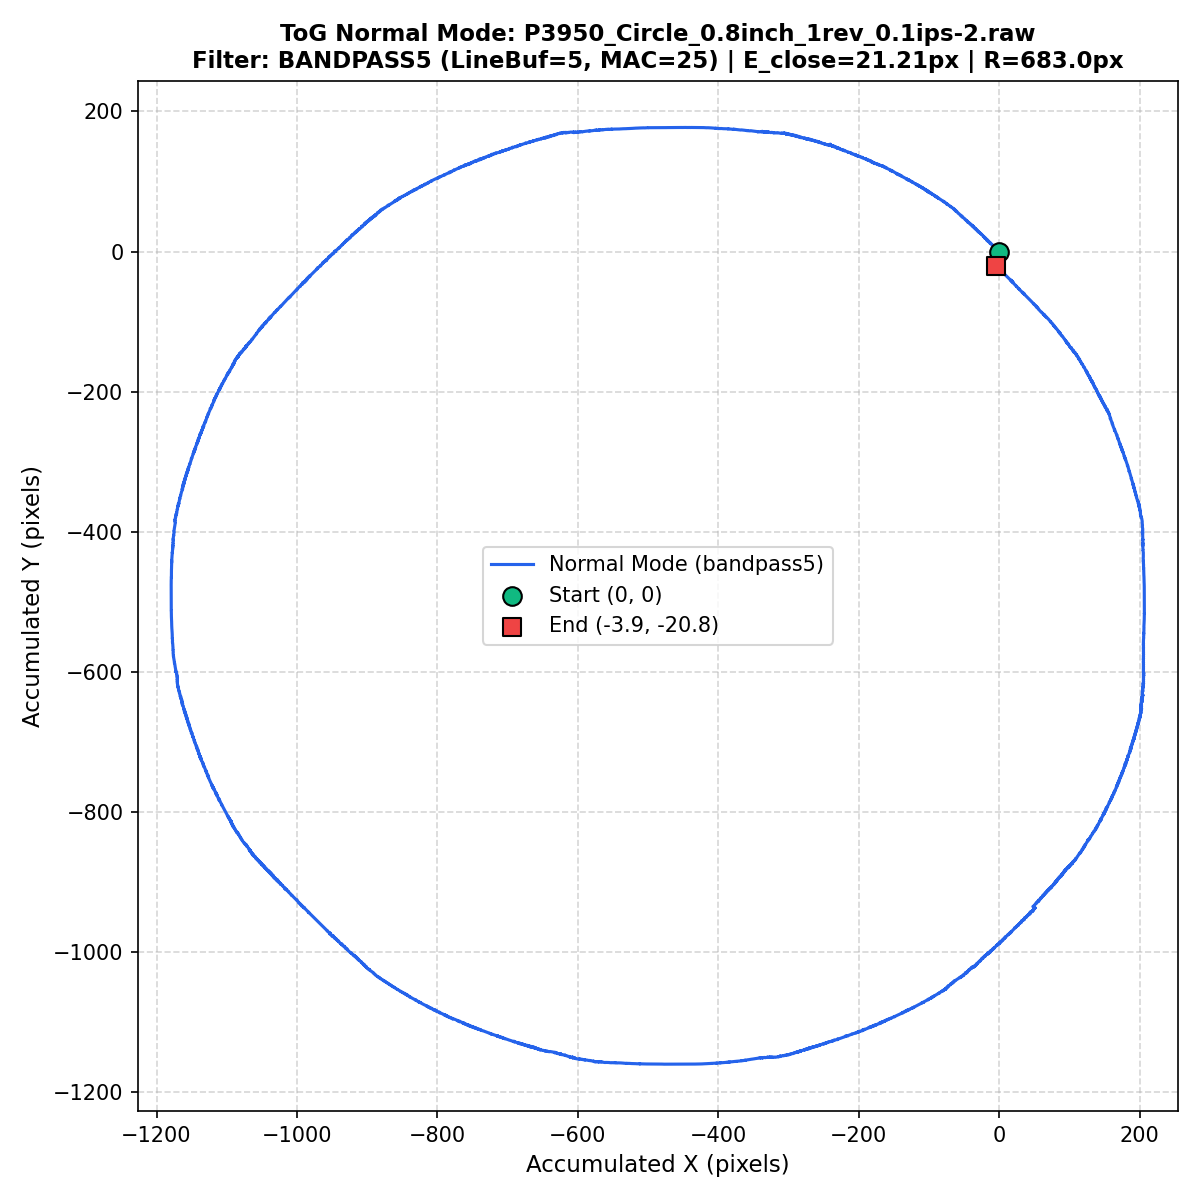 ToG Normal Mode: P3950_Circle_0.8inch_1rev_0.1ips-2.raw
Filter: BANDPASS5 (LineBuf=5, MAC=25) | E_close=21.21px | R=683.0px
200
0
−200
−400
−600
−800
−1000
−1200
Accumulated Y (pixels)
Normal Mode (bandpass5)
Start (0, 0)
End (-3.9, -20.8)
−1200 −1000 −800 −600 −400 −200 0 200
Accumulated X (pixels)